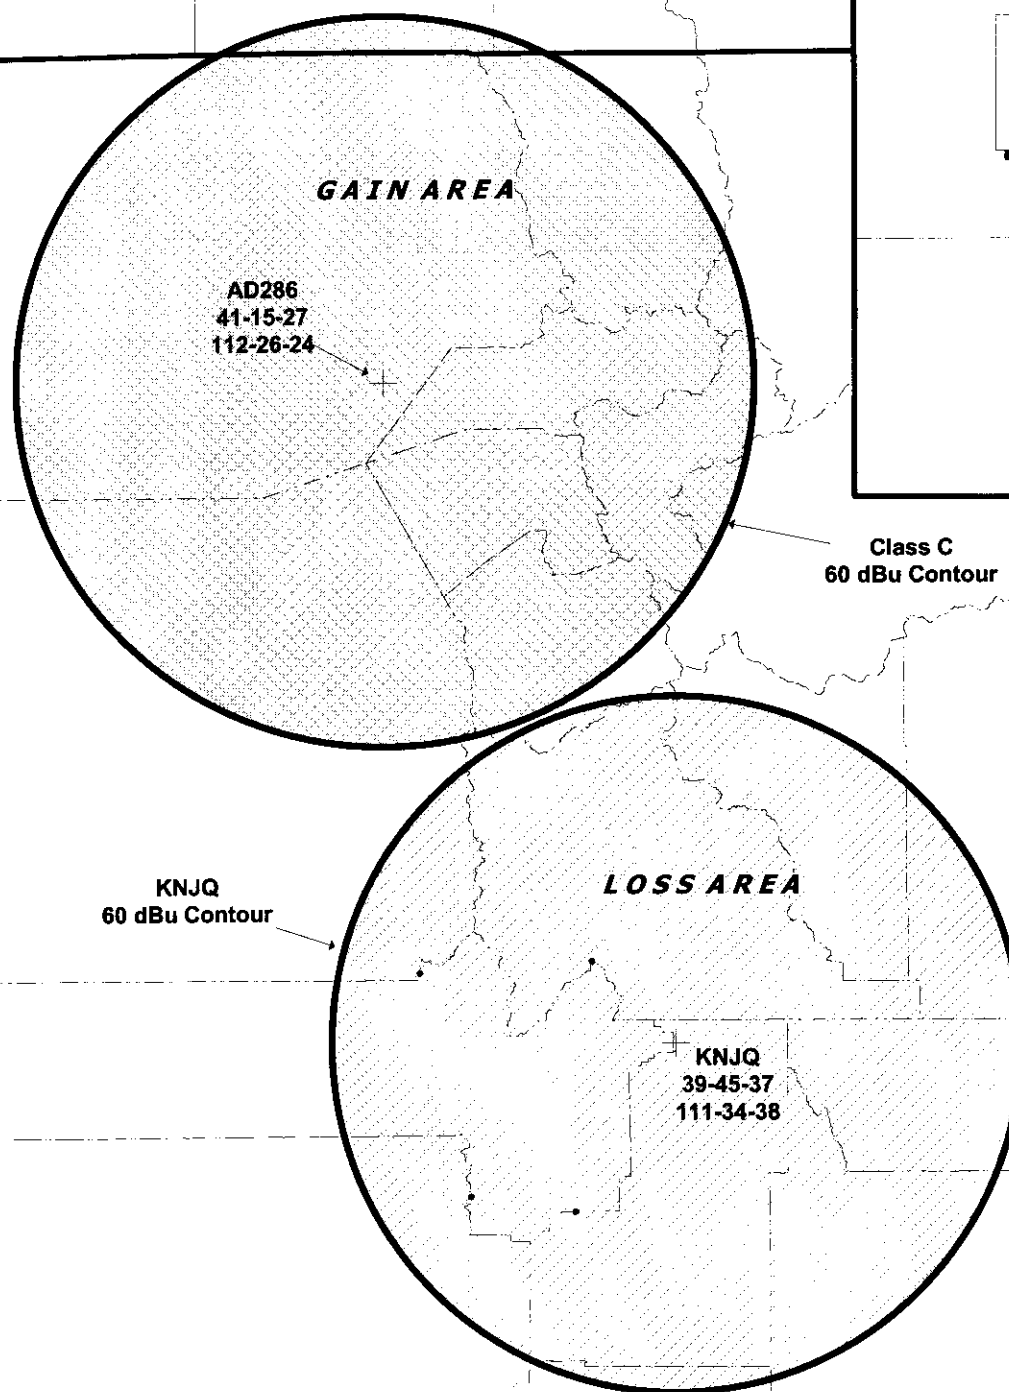 GAIN AREA
AD286
41-15-27
112-26-24
Class C
60 dBu Contour
KNJQ
60 dBu Contour
LOSS AREA
KNJQ
39-45-37
111-34-38